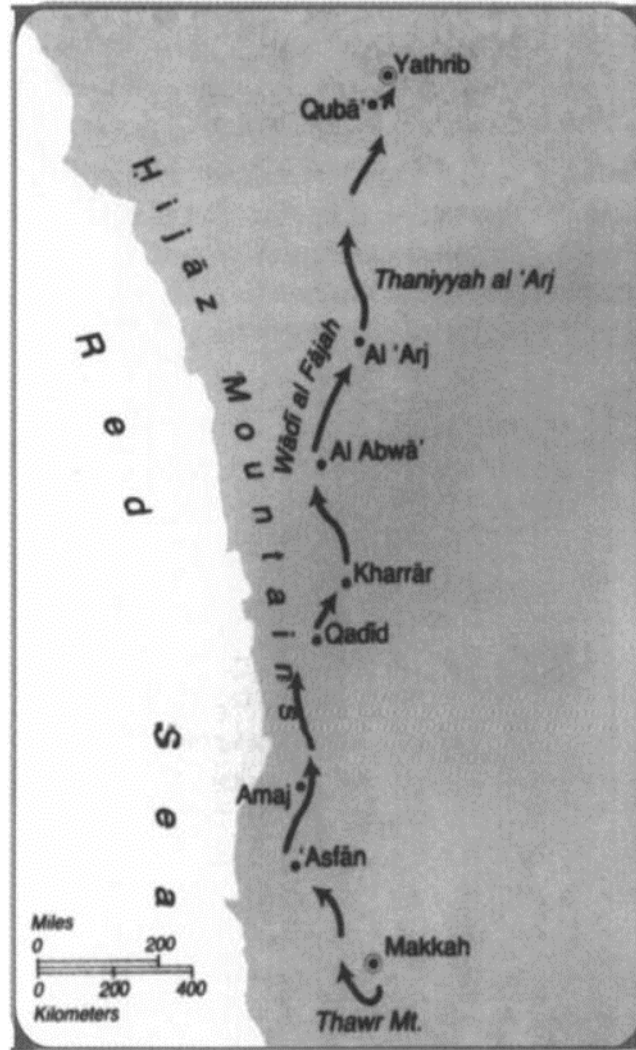 Yathrib
Qubā'
Ḥijāz Mountains
Thaniyyah al 'Arj
Red Sea
Wādī al Fājah
Al 'Arj
Al Abwā'
Kharrār
Qadīd
Amaj
'Asfān
Miles
0 200
Makkah
0 200 400
Kilometers
Thawr Mt.